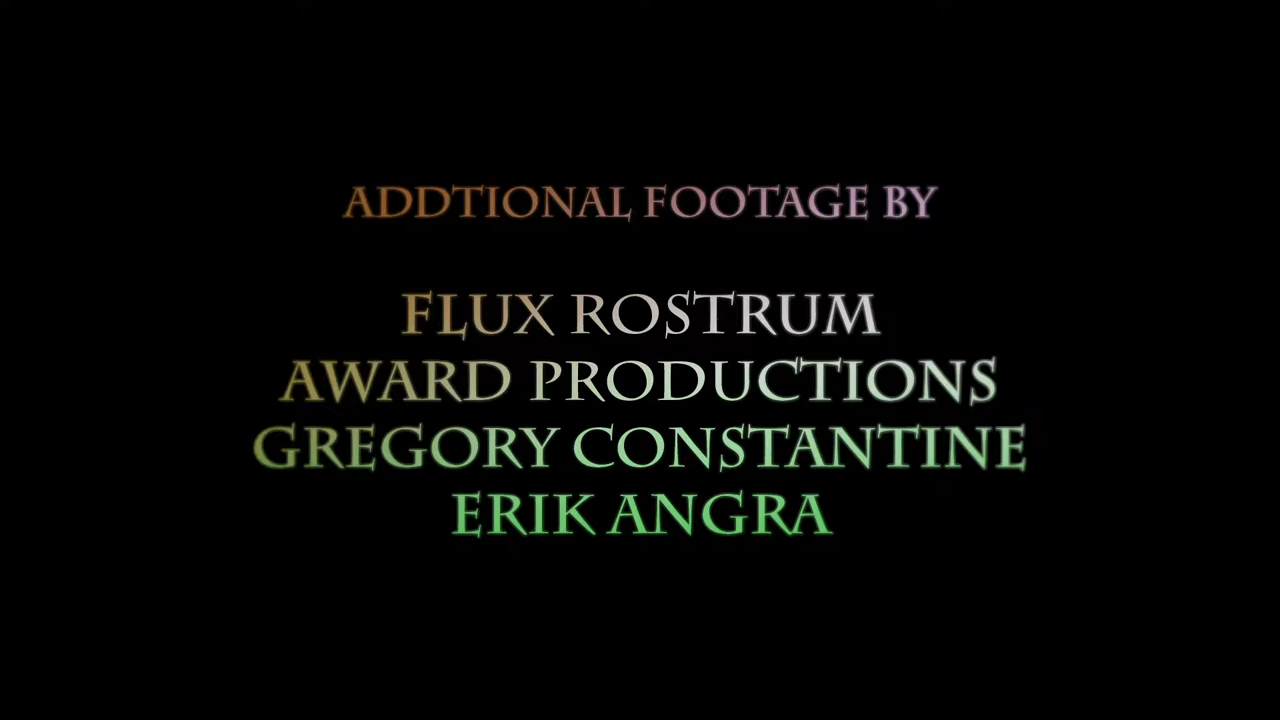 ADDTIONAL FOOTAGE BY
FLUX ROSTRUM
AWARD PRODUCTIONS
GREGORY CONSTANTINE
ERIK ANGRA